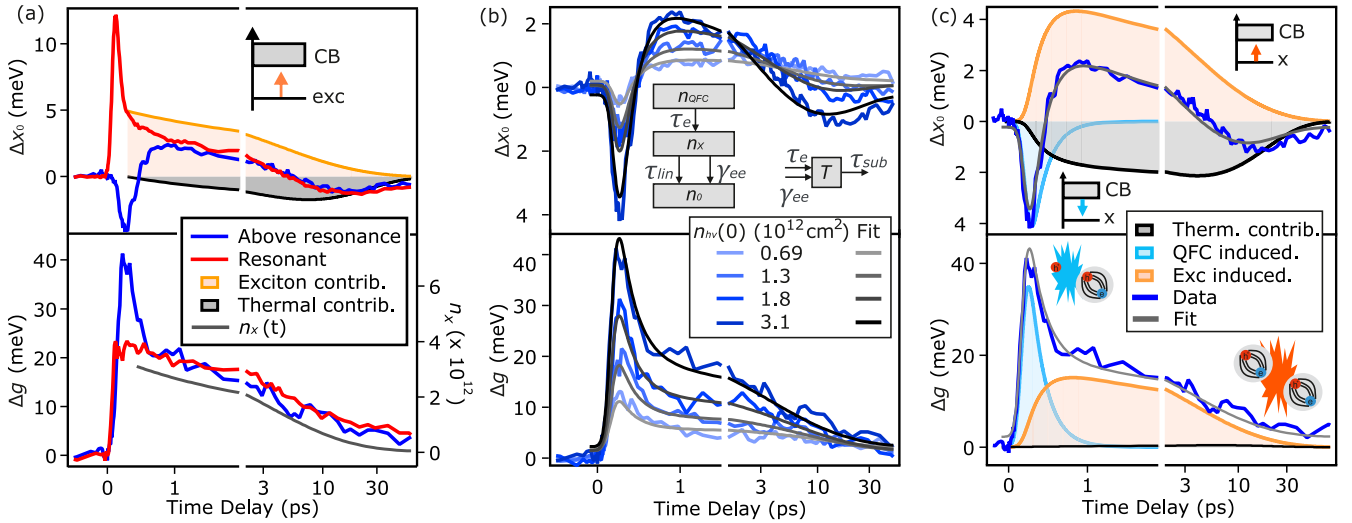 (a)
Δx₀ (meV)
10
5
0
CB
exc
Above resonance
Resonant
Exciton contrib.
Thermal contrib.
nₓ(t)
Δg (meV)
40
30
20
10
0
6
4
2
0
nₓ (x 10¹²)
0 1 3 10 30
Time Delay (ps)
(b)
Δx₀ (meV)
2
0
2
4
n_QFC
τ_e
n_X
τ_lin γ_ee
n_0
τ_e
γ_ee
T
τ_sub
n_hν(0) (10¹²cm²) Fit
0.69
1.3
1.8
3.1
Δg (meV)
40
30
20
10
0
0 1 3 10 30
Time Delay (ps)
(c)
Δx₀ (meV)
4
2
0
2
4
CB
x
CB
x
Therm. contrib.
QFC induced.
Exc induced.
Data
Fit
h
h
e
h
e
h
e
Δg (meV)
40
20
0
0 1 3 10 30
Time Delay (ps)